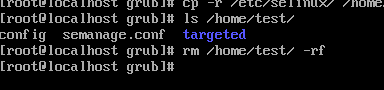 [root@localhost grub]# cp -r /etc/selinux/ /home/
[root@localhost grub]# ls /home/test/
config  semanage.conf  targeted
[root@localhost grub]# rm /home/test/ -rf
[root@localhost grub]#